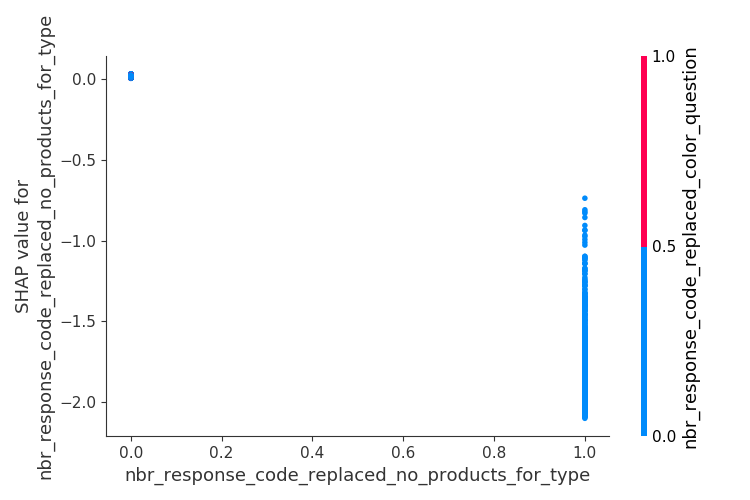 SHAP value for
nbr_response_code_replaced_no_products_for_type
0.0
−0.5
−1.0
−1.5
−2.0
0.0 0.2 0.4 0.6 0.8 1.0
nbr_response_code_replaced_no_products_for_type
1.0
0.5
0.0
nbr_response_code_replaced_color_question